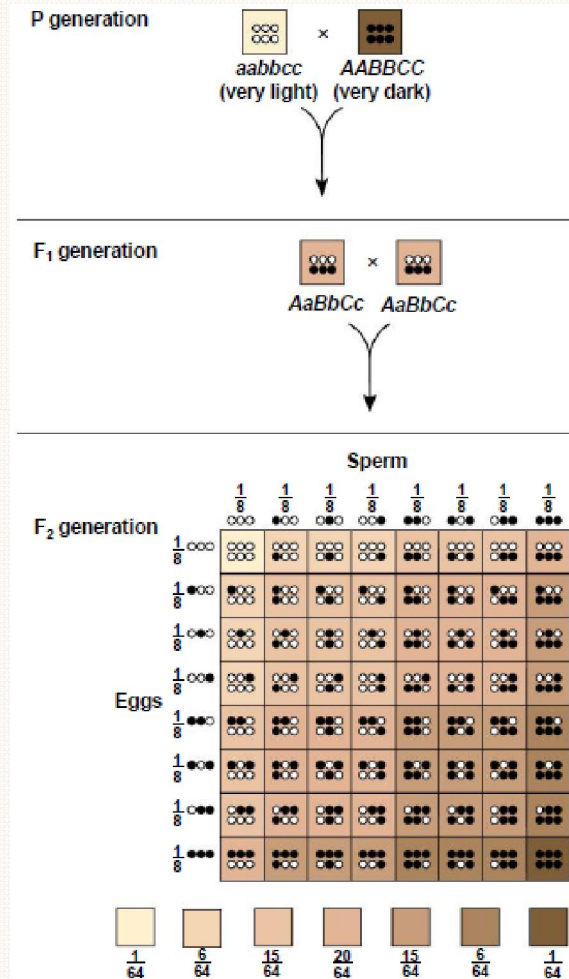 P generation
×
aabbcc AABBCC
(very light) (very dark)
F1 generation
×
AaBbCc AaBbCc
Sperm
1/8 1/8 1/8 1/8 1/8 1/8 1/8 1/8
F2 generation
1/8
1/8
1/8
1/8
Eggs
1/8
1/8
1/8
1/8
1/64 6/64 15/64 20/64 15/64 6/64 1/64